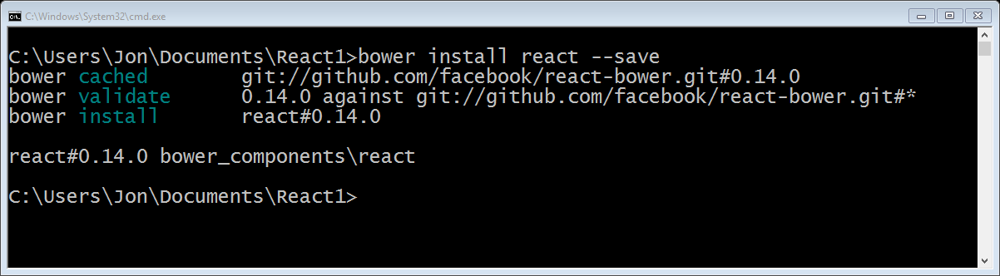 C:\Windows\System32\cmd.exe
C:\Users\Jon\Documents\React1>bower install react --save
bower cached        git://github.com/facebook/react-bower.git#0.14.0
bower validate      0.14.0 against git://github.com/facebook/react-bower.git#*
bower install       react#0.14.0
react#0.14.0 bower_components\react
C:\Users\Jon\Documents\React1>